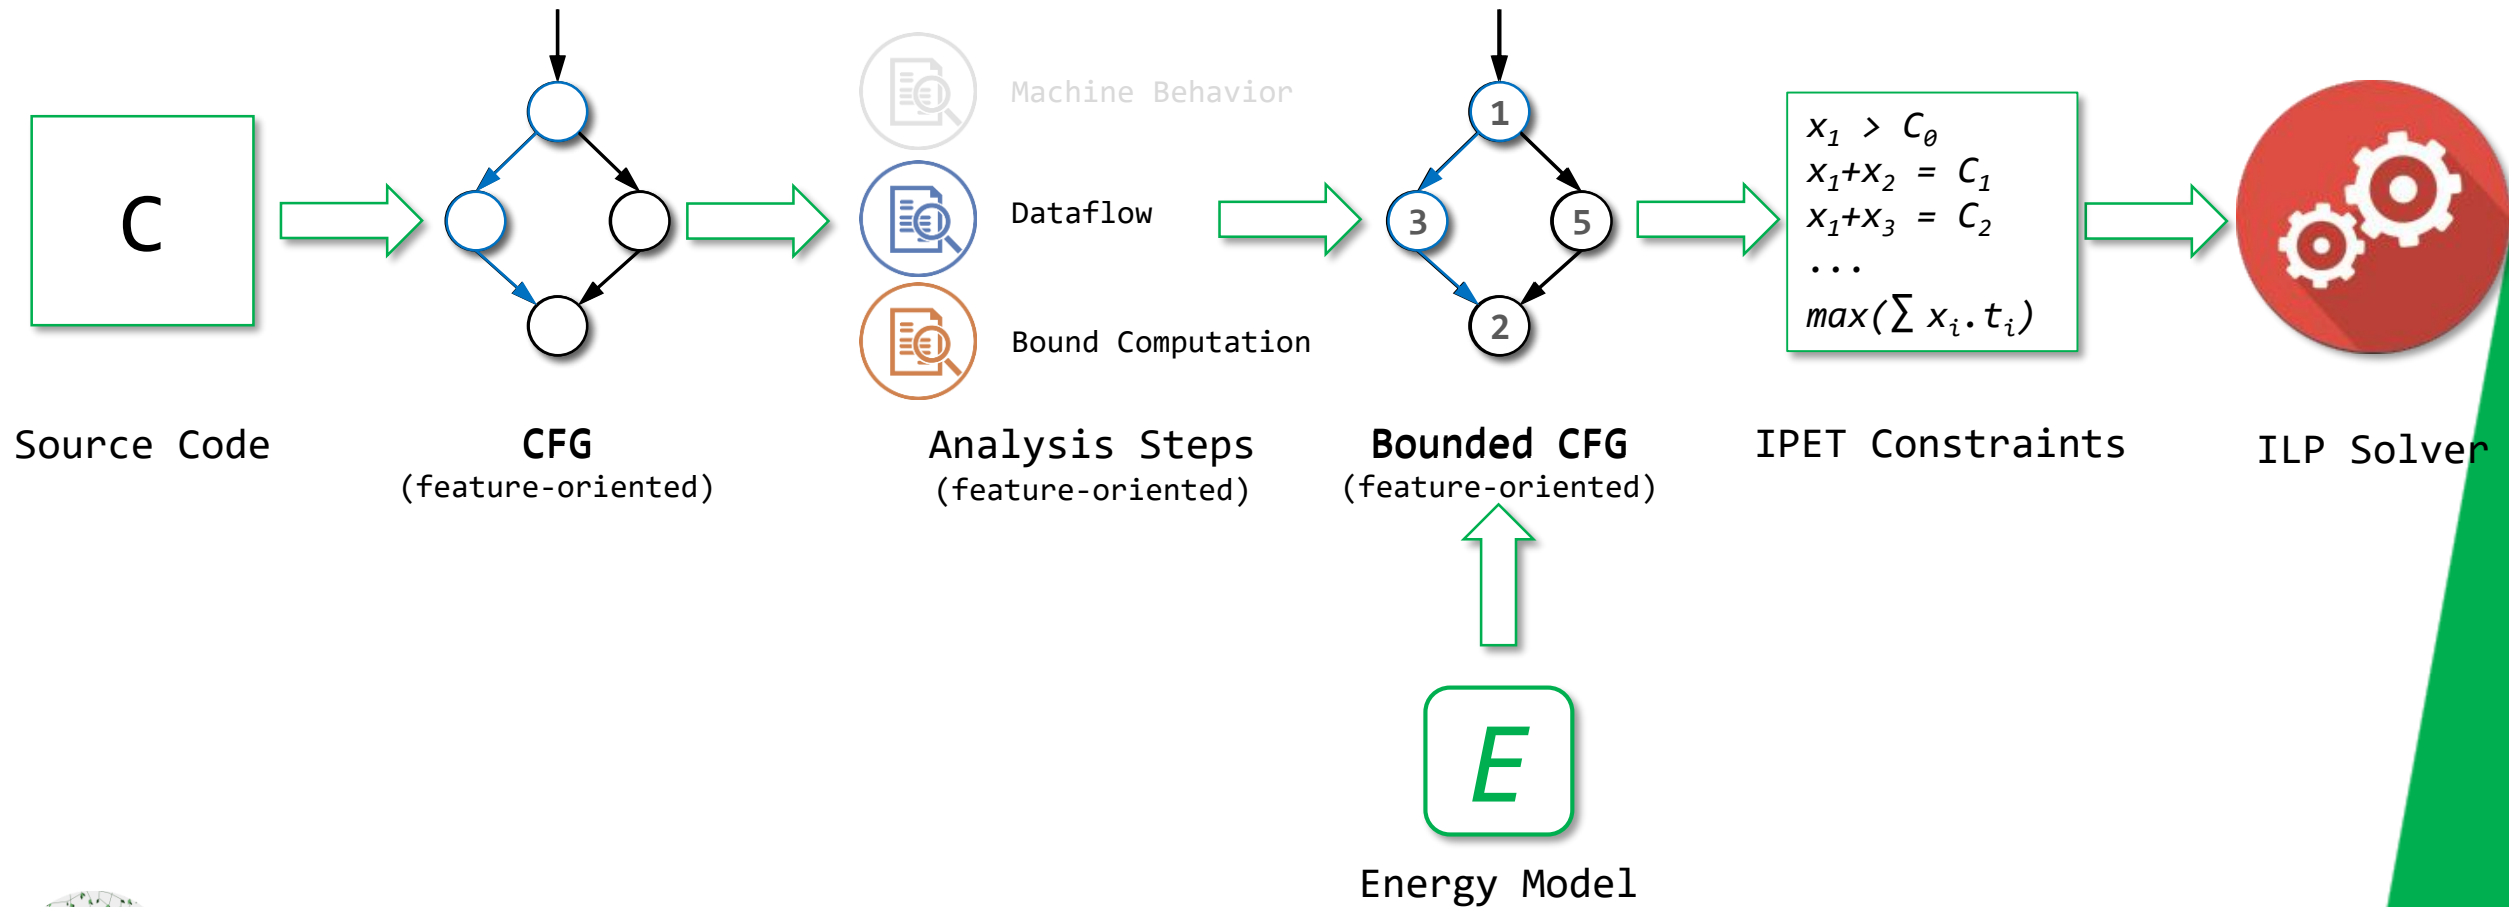 C
Source Code
CFG
(feature-oriented)
Machine Behavior
Dataflow
Bound Computation
Analysis Steps
(feature-oriented)
1
3
5
2
Bounded CFG
(feature-oriented)
x₁ > C₀
x₁+x₂ = C₁
x₁+x₃ = C₂
...
max(∑ xᵢ.tᵢ)
IPET Constraints
ILP Solver
E
Energy Model